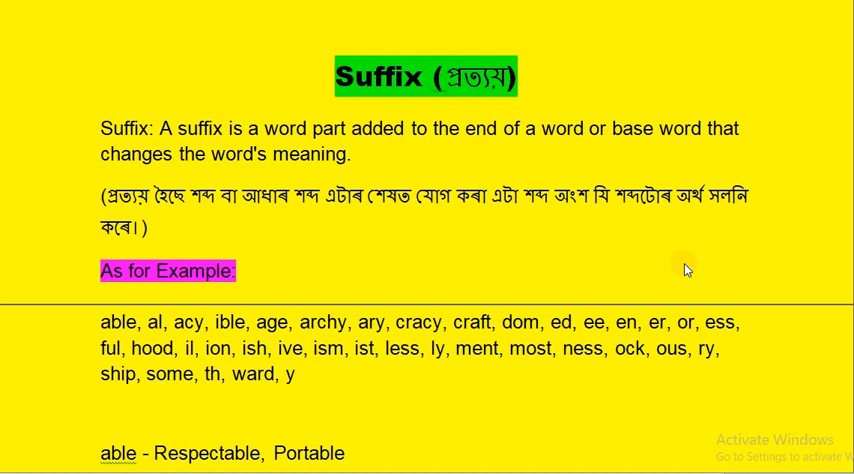 Suffix (প্ৰত্যয়)
Suffix: A suffix is a word part added to the end of a word or base word that
changes the word's meaning.
(প্ৰত্যয় হৈছে শব্দ বা আধাৰ শব্দ এটাৰ শেষত যোগ কৰা এটা শব্দ অংশ যি শব্দটোৰ অৰ্থ সলনি
কৰে।)
As for Example:
able, al, acy, ible, age, archy, ary, cracy, craft, dom, ed, ee, en, er, or, ess,
ful, hood, il, ion, ish, ive, ism, ist, less, ly, ment, most, ness, ock, ous, ry,
ship, some, th, ward, y
able - Respectable, Portable
Activate Windows
Go to Settings to activate W